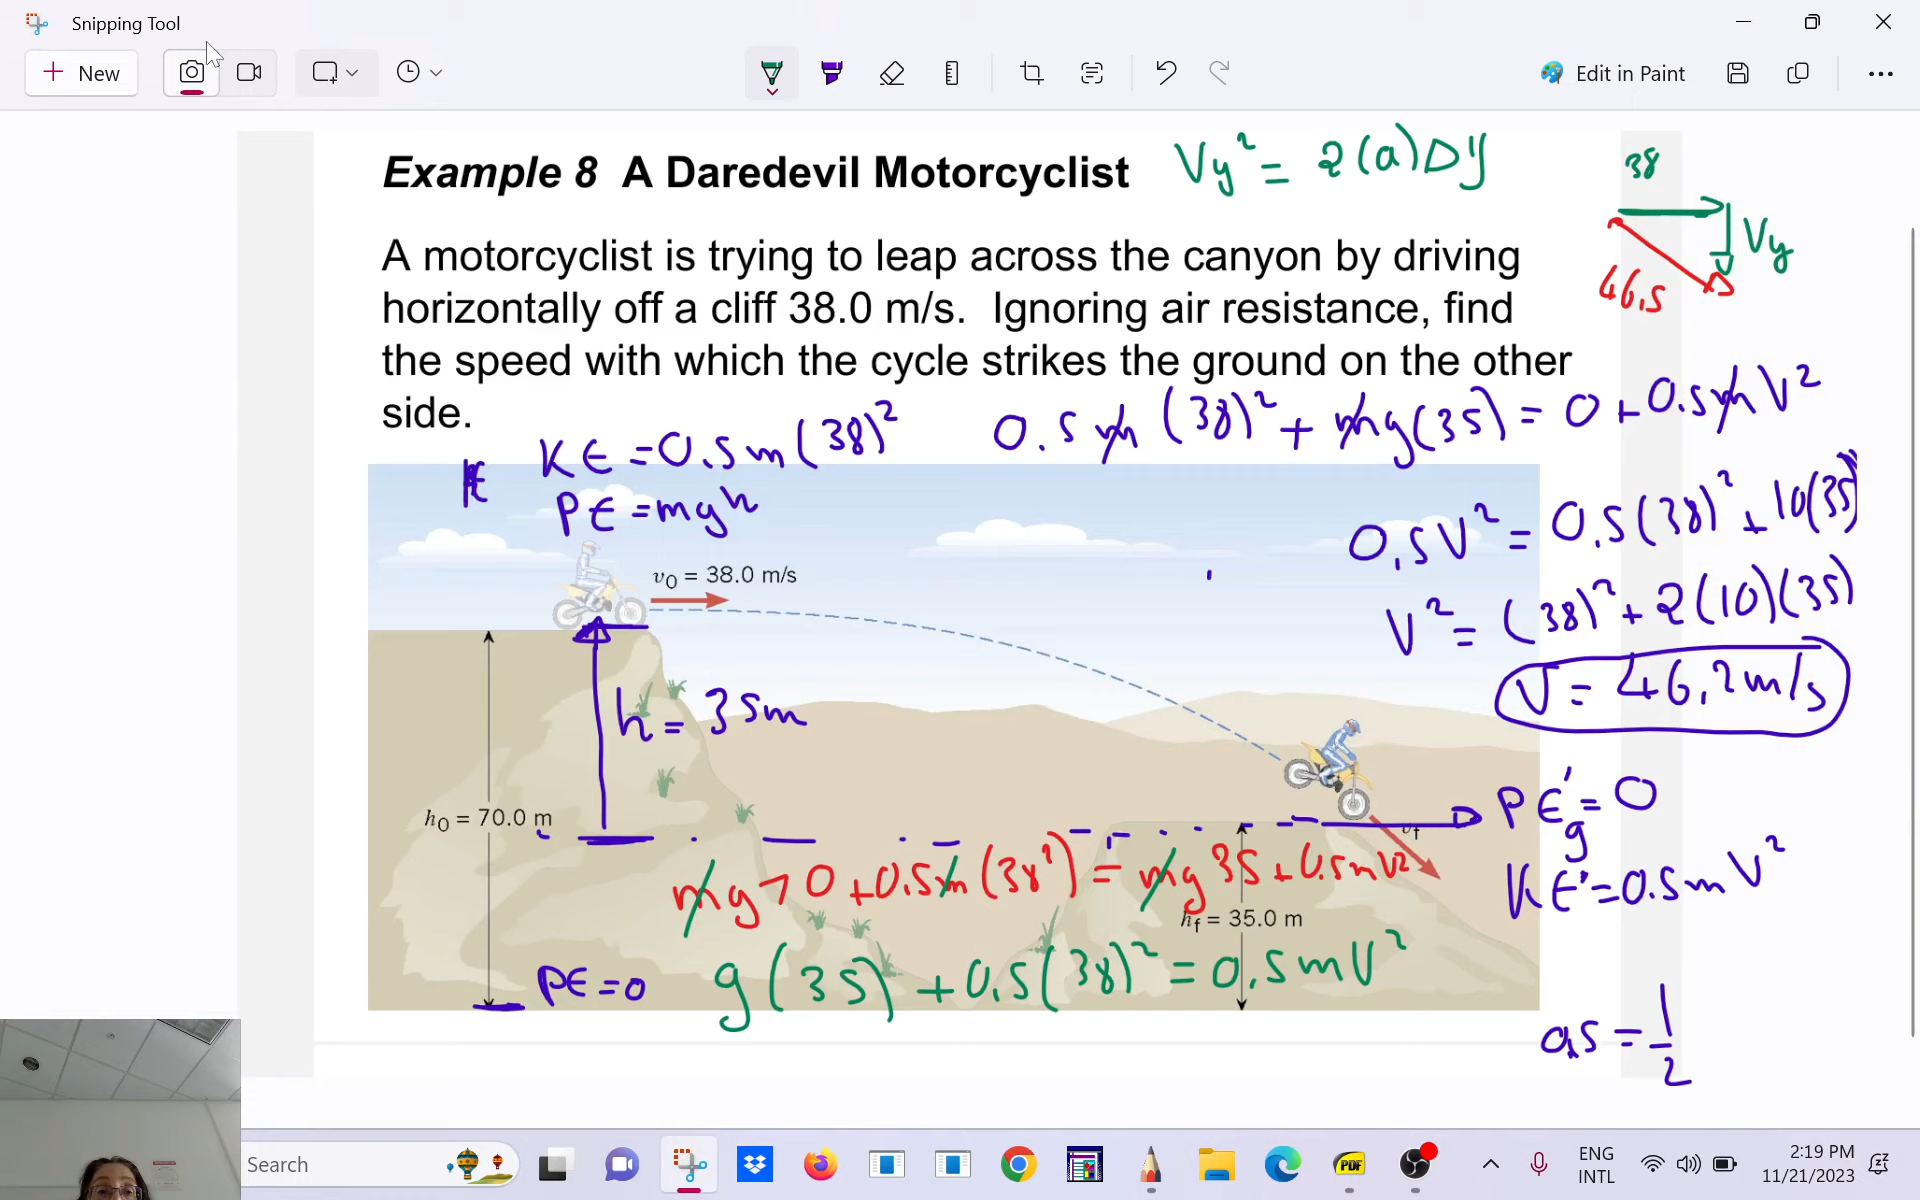 Snipping Tool
New
Edit in Paint
Example 8 A Daredevil Motorcyclist
Vy² = 2(a)Δy
38
Vy
46.5
A motorcyclist is trying to leap across the canyon by driving
horizontally off a cliff 38.0 m/s. Ignoring air resistance, find
the speed with which the cycle strikes the ground on the other
side.
KE = 0.5m(38)²
0.5m(38)² + mg(35) = 0 + 0.5mV²
PE = mgh
0.5V² = 0.5(38)² + 10(35)
v0 = 38.0 m/s
V² = (38)² + 2(10)(35)
V = 46.2m/s
h = 35m
h0 = 70.0 m
PE'g = 0
vf
mg70 + 0.5m(38²) = mg35 + 0.5mV²
KE' = 0.5mV²
hf = 35.0 m
PE = 0
g(35) + 0.5(38)² = 0.5mV²
0.5 = 1/2
Search
PDF
ENG
INTL
2:19 PM
11/21/2023